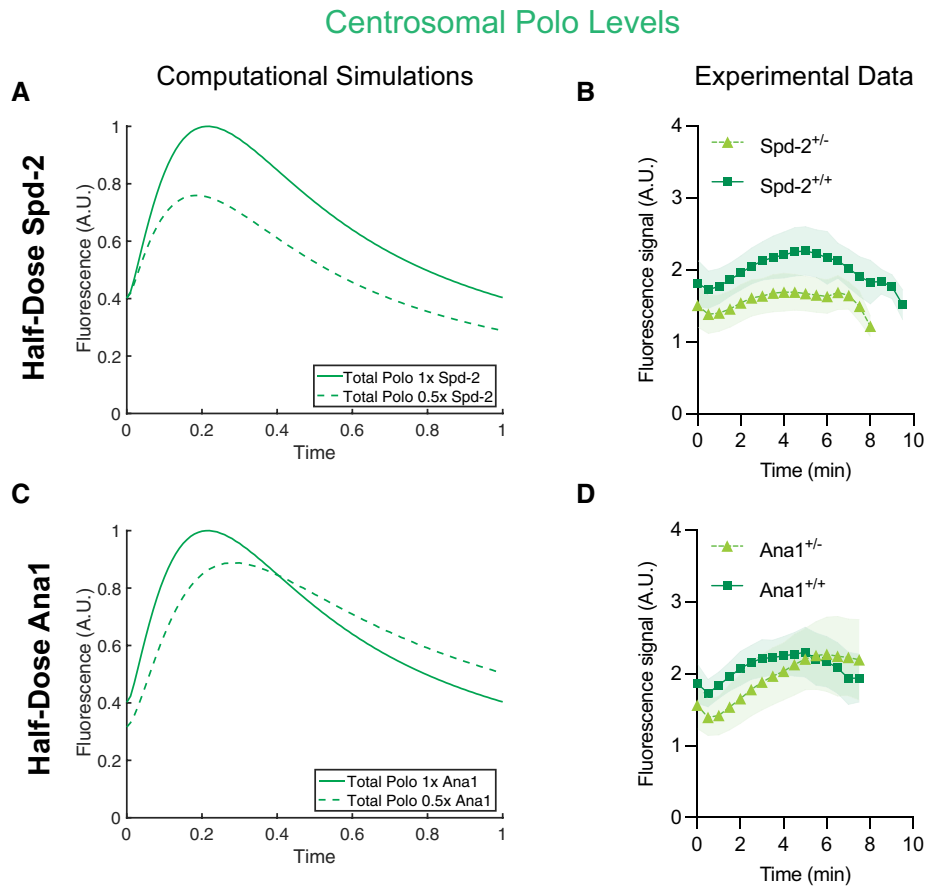 Centrosomal Polo Levels
Computational Simulations
Experimental Data
A
B
Half-Dose Spd-2
Fluorescence (A.U.)
1
0.8
0.6
0.4
0.2
0
0
0.2
0.4
0.6
0.8
1
Time
Total Polo 1x Spd-2
Total Polo 0.5x Spd-2
Fluorescence signal (A.U.)
4
3
2
1
0
0
2
4
6
8
10
Time (min)
Spd-2+/-
Spd-2+/+
C
D
Half-Dose Ana1
Fluorescence (A.U.)
1
0.8
0.6
0.4
0.2
0
0
0.2
0.4
0.6
0.8
1
Time
Total Polo 1x Ana1
Total Polo 0.5x Ana1
Fluorescence signal (A.U.)
4
3
2
1
0
0
2
4
6
8
10
Time (min)
Ana1+/-
Ana1+/+